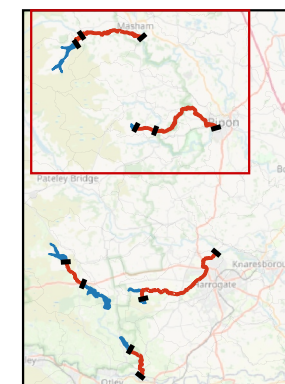 Masham
Ripon
Pateley Bridge
Knaresborou
Harrogate
Otley